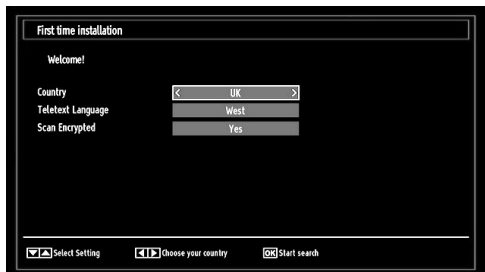 First time installation
Welcome!
Country < UK >
Teletext Language West
Scan Encrypted Yes
Select Setting Choose your country OK Start search